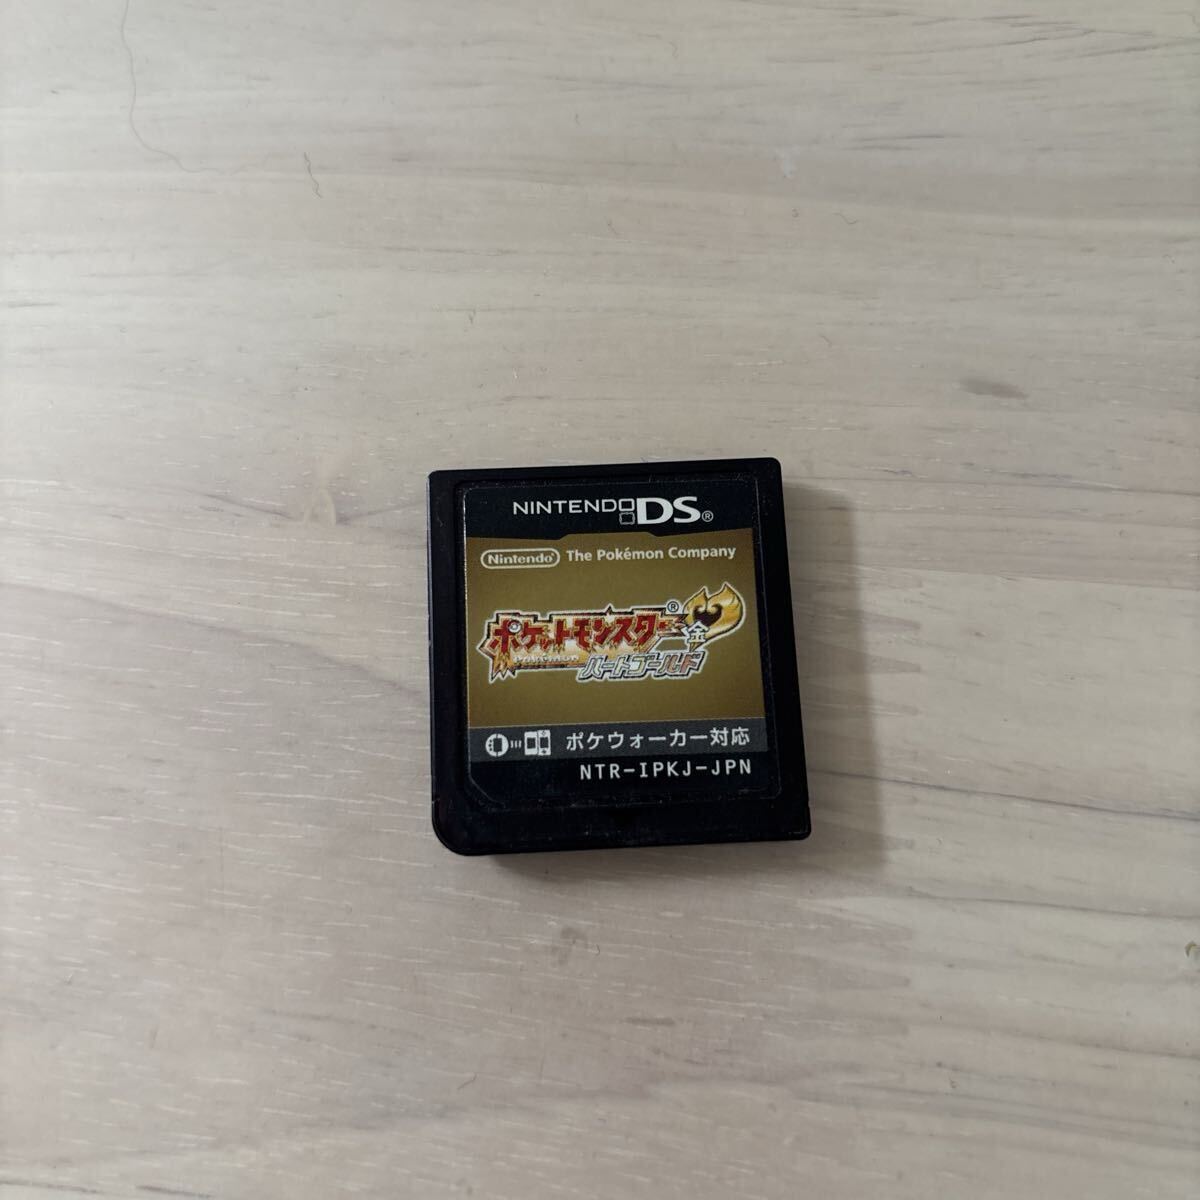 NINTENDO DS®
Nintendo® The Pokémon Company
ポケットモンスター®
金
ハートゴールド
ポケウォーカー対応
NTR-IPKJ-JPN